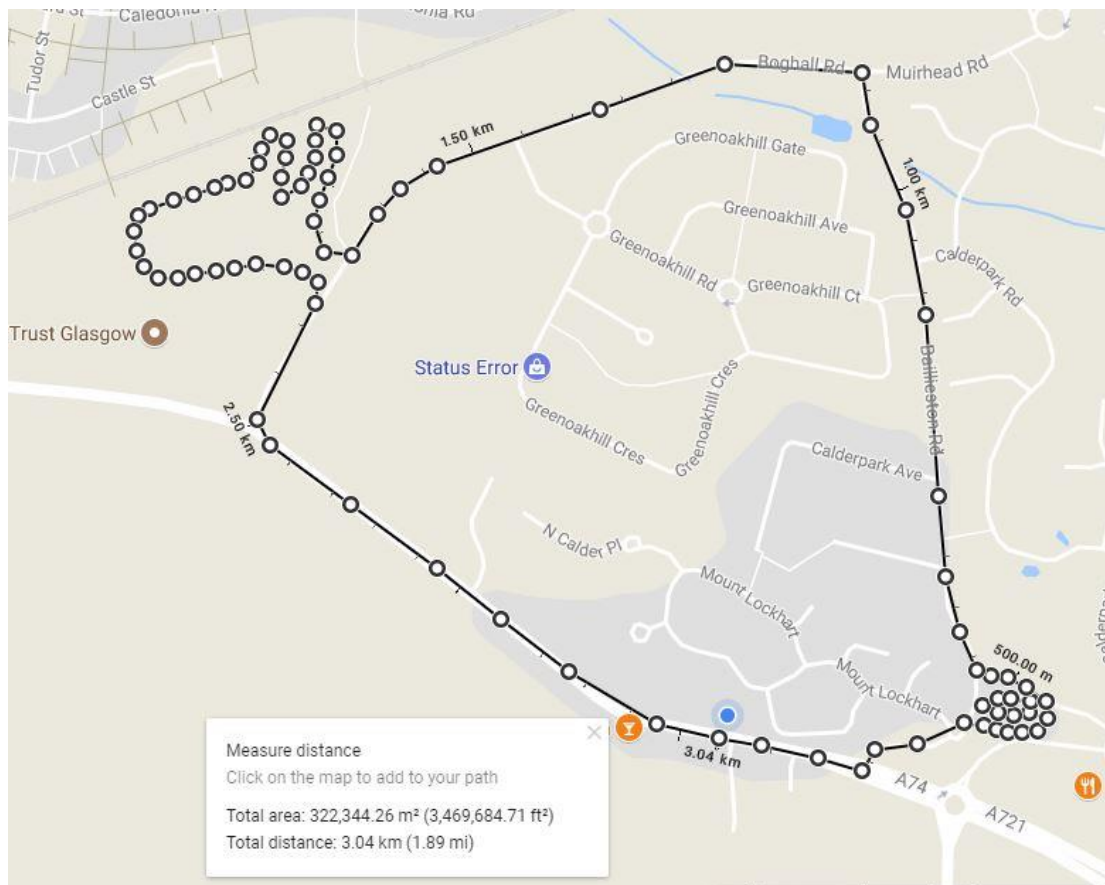 Caledonia
Tudor St
Castle St
Boghall Rd
Muirhead Rd
1.50 km
Greenoakhill Gate
1.00 km
Greenoakhill Ave
Greenoakhill Rd
Greenoakhill Ct
Calderpark Rd
Trust Glasgow
Status Error
Baillieston Rd
2.50 km
Greenoakhill Cres
Greenoakhill Cres
Calderpark Ave
N Calder Pl
Mount Lockhart
500.00 m
Mount Lockhart
3.04 km
A74
A721
Measure distance
Click on the map to add to your path
Total area: 322,344.26 m² (3,469,684.71 ft²)
Total distance: 3.04 km (1.89 mi)